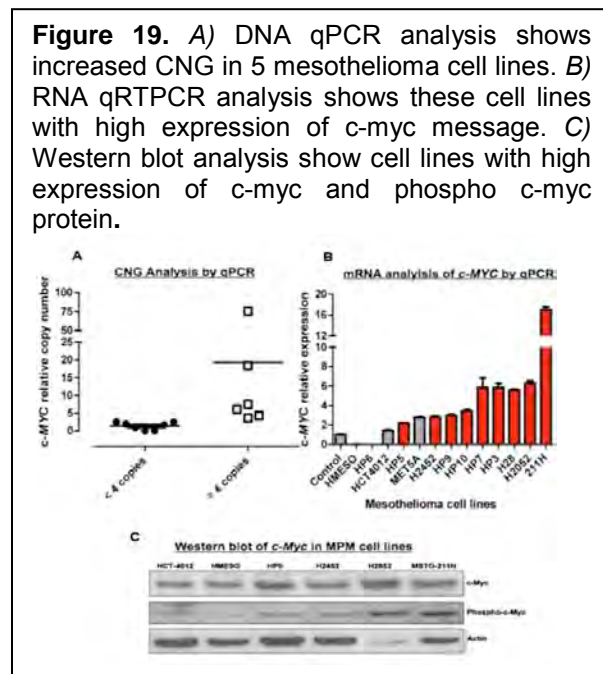 Figure 19. A) DNA qPCR analysis shows
increased CNG in 5 mesothelioma cell lines. B)
RNA qRTPCR analysis shows these cell lines
with high expression of c-myc message. C)
Western blot analysis show cell lines with high
expression of c-myc and phospho c-myc
protein.
A
CNG Analysis by qPCR
c-MYC relative copy number
100
75
50
25
20
15
10
5
0
< 4 copies
4 copies
B
mRNA analyisis of c-MYC by qPCR
c-MYC relative expression
20
16
12
8
6
4
2
0
Control
HMESO
HP6
HCT4012
HP5
MET5A
H2452
HP9
HP10
HP7
HP3
H28
H2052
211H
Mesothelioma cell lines
C
Western blot of c-Myc in MPM cell lines
HCT-4012 HMESO H2452 MSTO-211H
c-Myc
Phospho-c-Myc
Actin